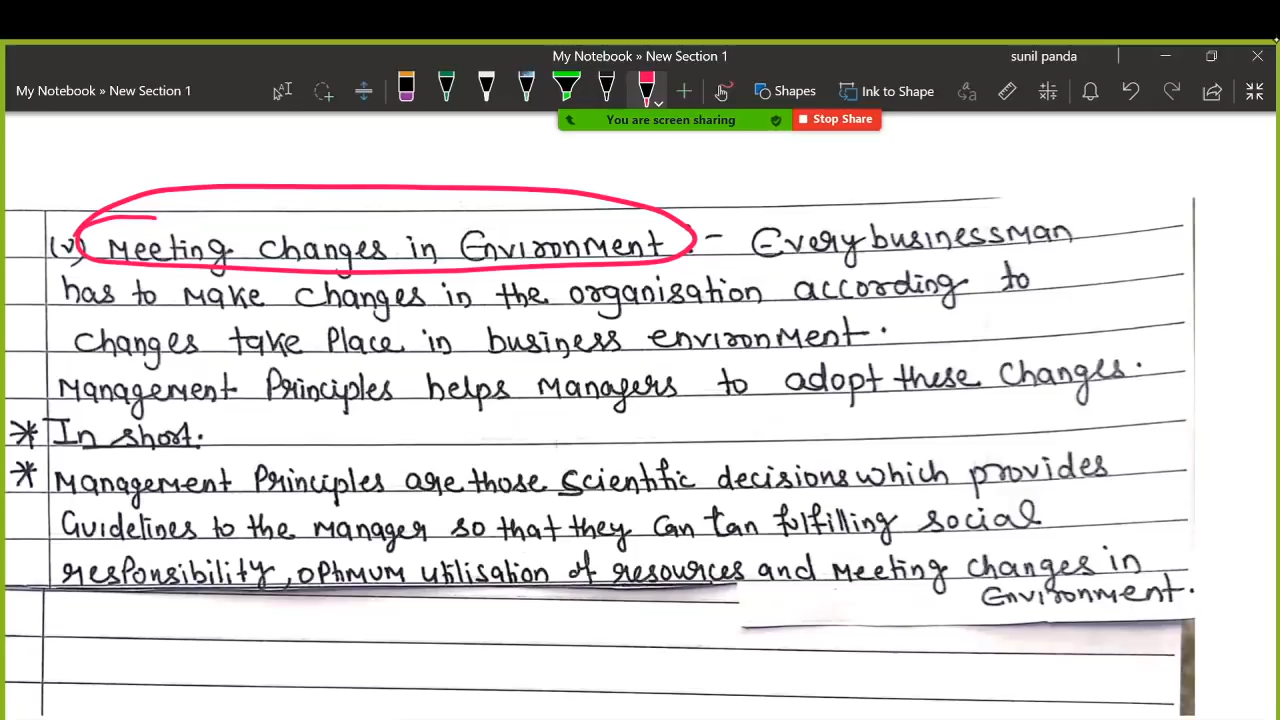 My Notebook » New Section 1
sunil panda
My Notebook » New Section 1
Shapes
Ink to Shape
You are screen sharing
Stop Share
(v) Meeting changes in Environment :- Every businessman
has to make changes in the organisation according to
changes take place in business environment.
Management Principles helps Managers to adopt these changes.
* In short.
* Management Principles are those scientific decisions which provides
Guidelines to the manager so that they can tan fulfilling social
responsibility, optmum utilisation of resources and meeting changes in
Environment.